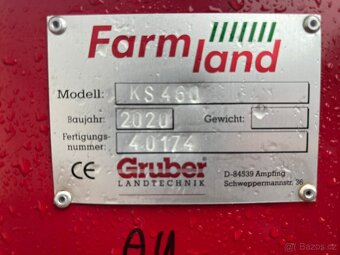 Farmland
Modell: KS 460
Baujahr: 2020 Gewicht:
Fertigungs-
nummer: 40174
CE Gruber
LANDTECHNIK
D-84539 Ampfing
Schweppermannstr. 36
AU
Bazos.cz